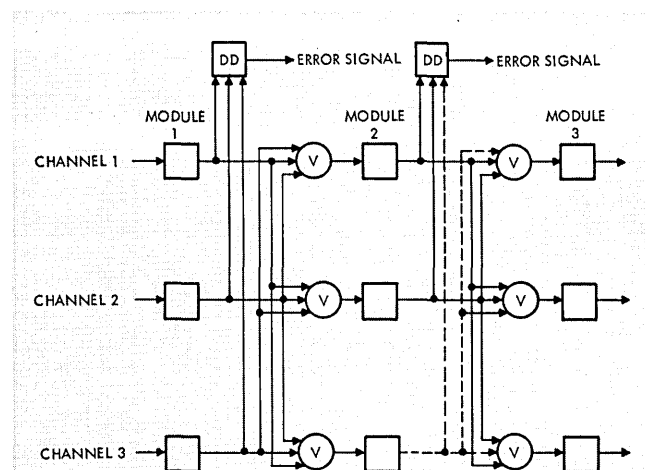 DD ERROR SIGNAL DD ERROR SIGNAL
MODULE 1 MODULE 2 MODULE 3
CHANNEL 1 V V
CHANNEL 2 V V
CHANNEL 3 V V